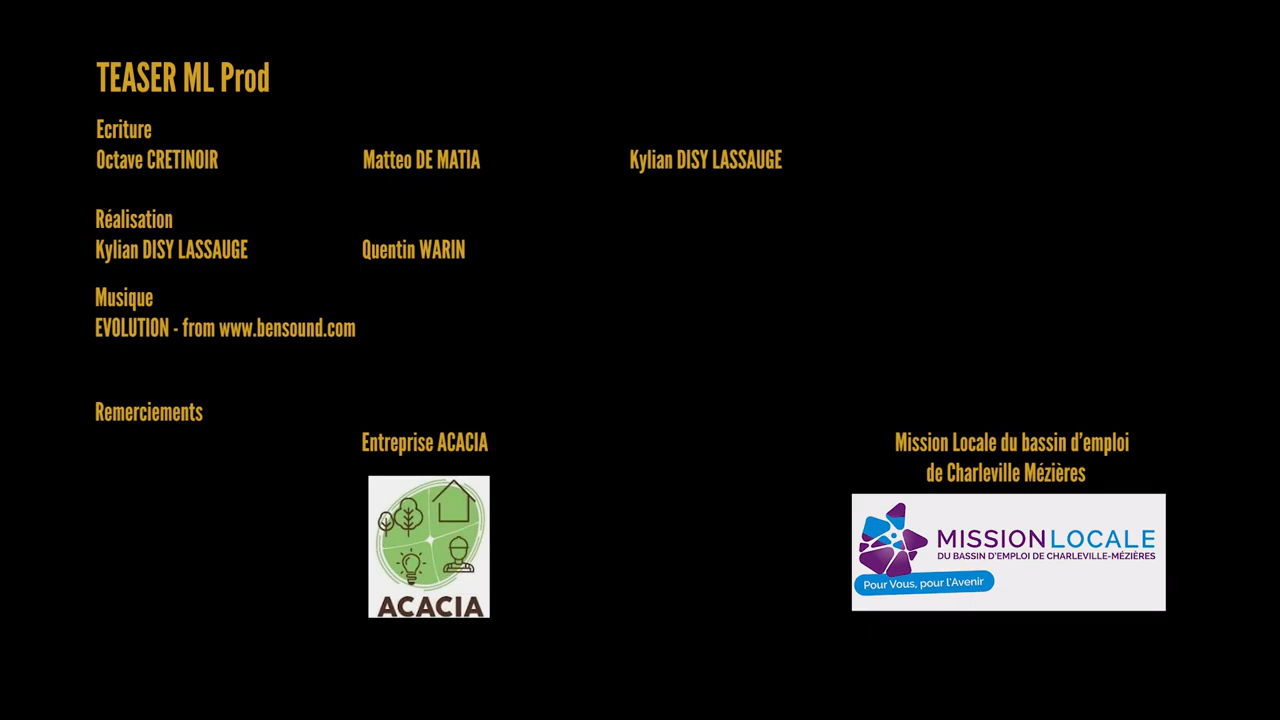 TEASER ML Prod
Ecriture
Octave CRETINOIR Matteo DE MATIA Kylian DISY LASSAUGE
Réalisation
Kylian DISY LASSAUGE Quentin WARIN
Musique
EVOLUTION - from www.bensound.com
Remerciements
Entreprise ACACIA
ACACIA
Mission Locale du bassin d'emploi
de Charleville Mézières
MISSION LOCALE
DU BASSIN D'EMPLOI DE CHARLEVILLE-MÉZIÈRES
Pour Vous, pour l'Avenir